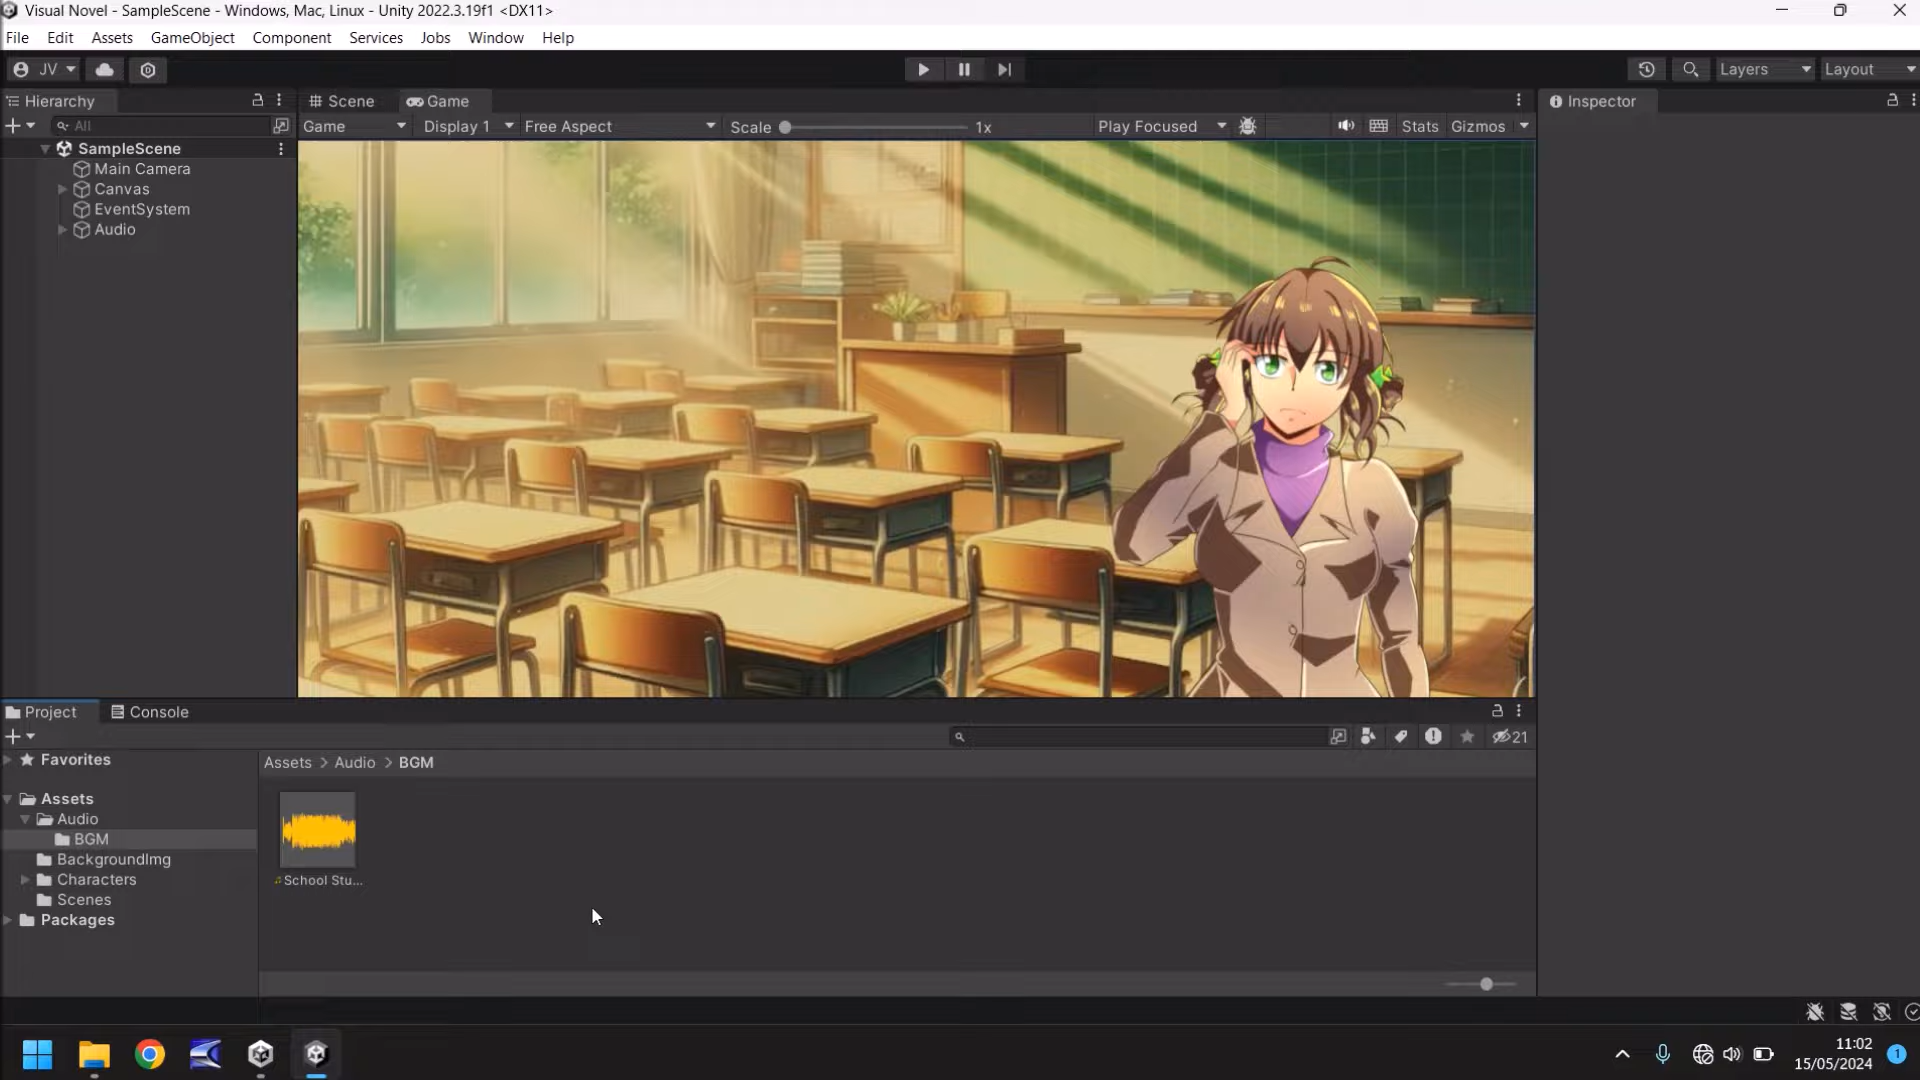 Visual Novel - SampleScene - Windows, Mac, Linux - Unity 2022.3.19f1 <DX11>
File Edit Assets GameObject Component Services Jobs Window Help
JV Layers Layout
Hierarchy Scene Game Inspector
All Game Display 1 Free Aspect Scale 1x Play Focused Stats Gizmos
SampleScene
Main Camera
Canvas
EventSystem
Audio
Project Console
21
Favorites
Assets > Audio > BGM
Assets
Audio
BGM
BackgroundImg
Characters
Scenes
Packages
School Stu...
11:02
15/05/2024
1